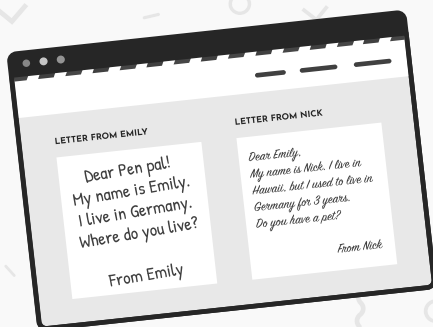 LETTER FROM EMILY
Dear Pen pal!
My name is Emily.
I live in Germany.
Where do you live?
From Emily
LETTER FROM NICK
Dear Emily,
My name is Nick. I live in
Hawaii, but I used to live in
Germany for 3 years.
Do you have a pet?
From Nick